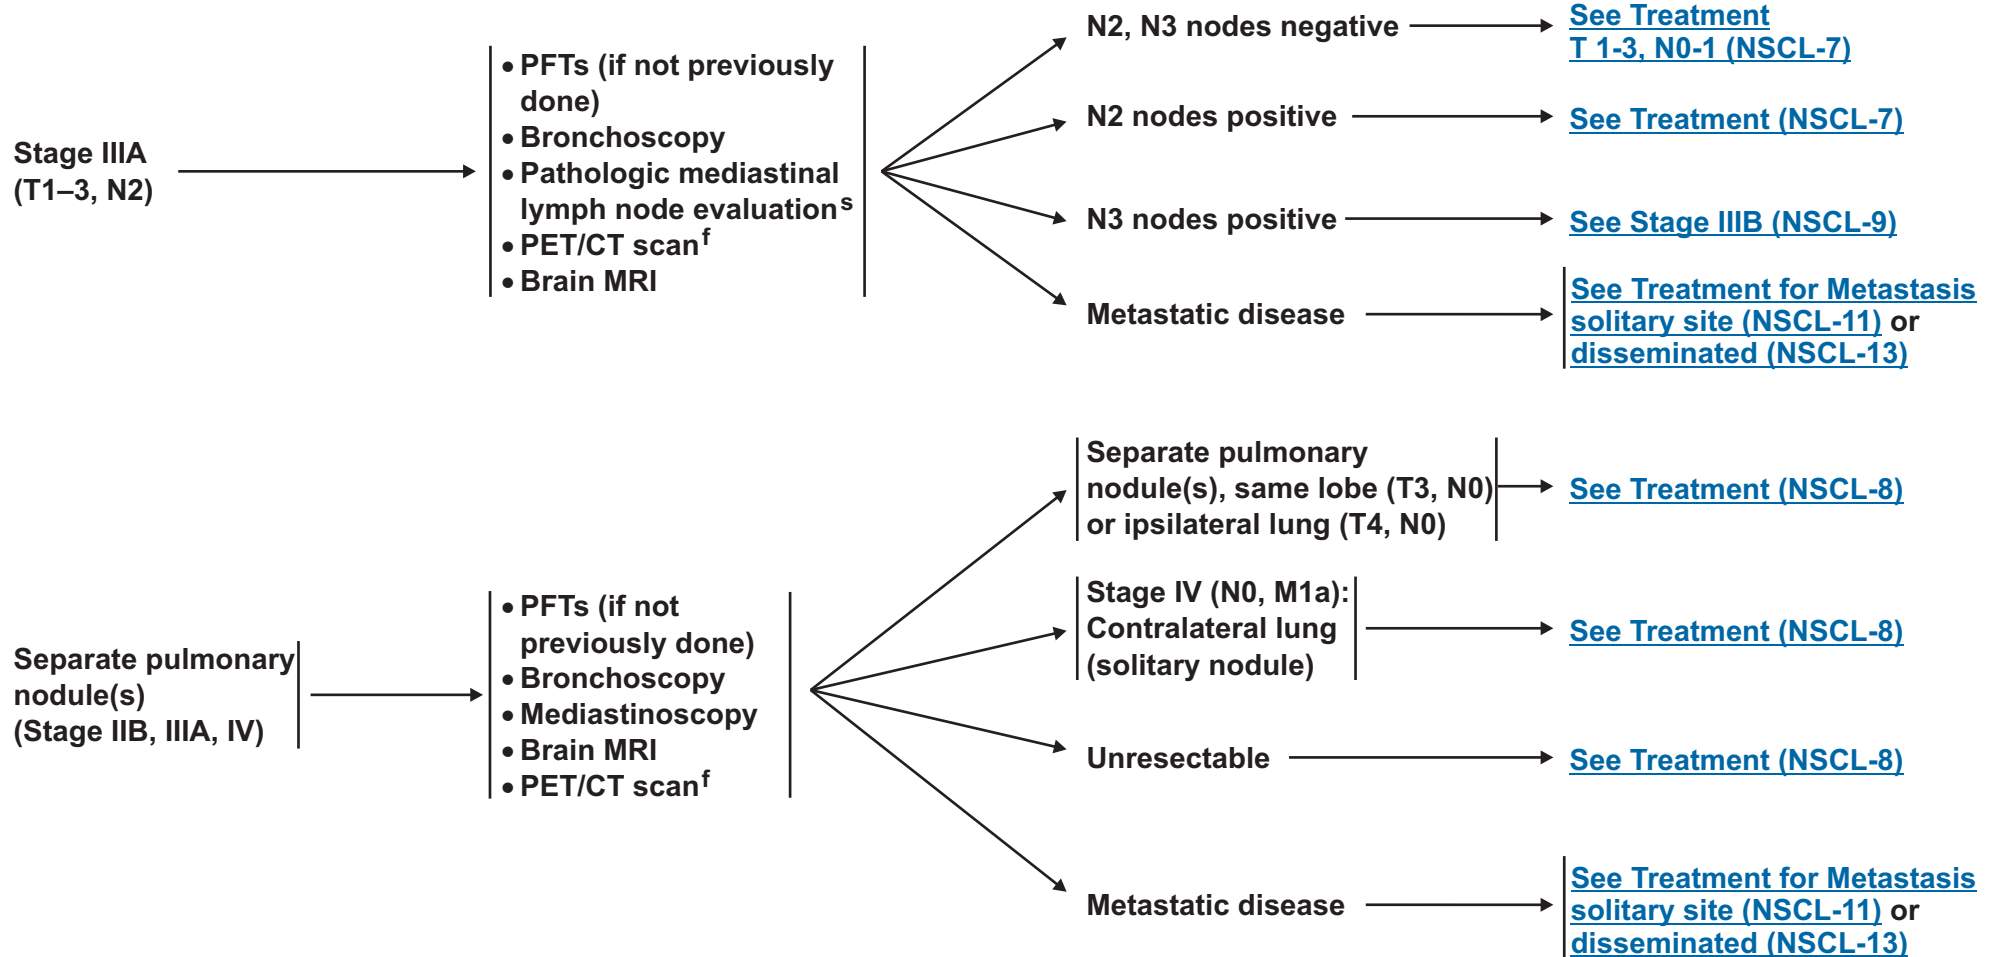 Stage IIIA
(T1–3, N2)
• PFTs (if not previously
done)
• Bronchoscopy
• Pathologic mediastinal
lymph node evaluation s
• PET/CT scan f
• Brain MRI
N2, N3 nodes negative
See Treatment
T 1-3, N0-1 (NSCL-7)
N2 nodes positive
See Treatment (NSCL-7)
N3 nodes positive
See Stage IIIB (NSCL-9)
Metastatic disease
See Treatment for Metastasis
solitary site (NSCL-11) or
disseminated (NSCL-13)
Separate pulmonary
nodule(s)
(Stage IIB, IIIA, IV)
• PFTs (if not
previously done)
• Bronchoscopy
• Mediastinoscopy
• Brain MRI
• PET/CT scan f
Separate pulmonary
nodule(s), same lobe (T3, N0)
or ipsilateral lung (T4, N0)
See Treatment (NSCL-8)
Stage IV (N0, M1a):
Contralateral lung
(solitary nodule)
See Treatment (NSCL-8)
Unresectable
See Treatment (NSCL-8)
Metastatic disease
See Treatment for Metastasis
solitary site (NSCL-11) or
disseminated (NSCL-13)